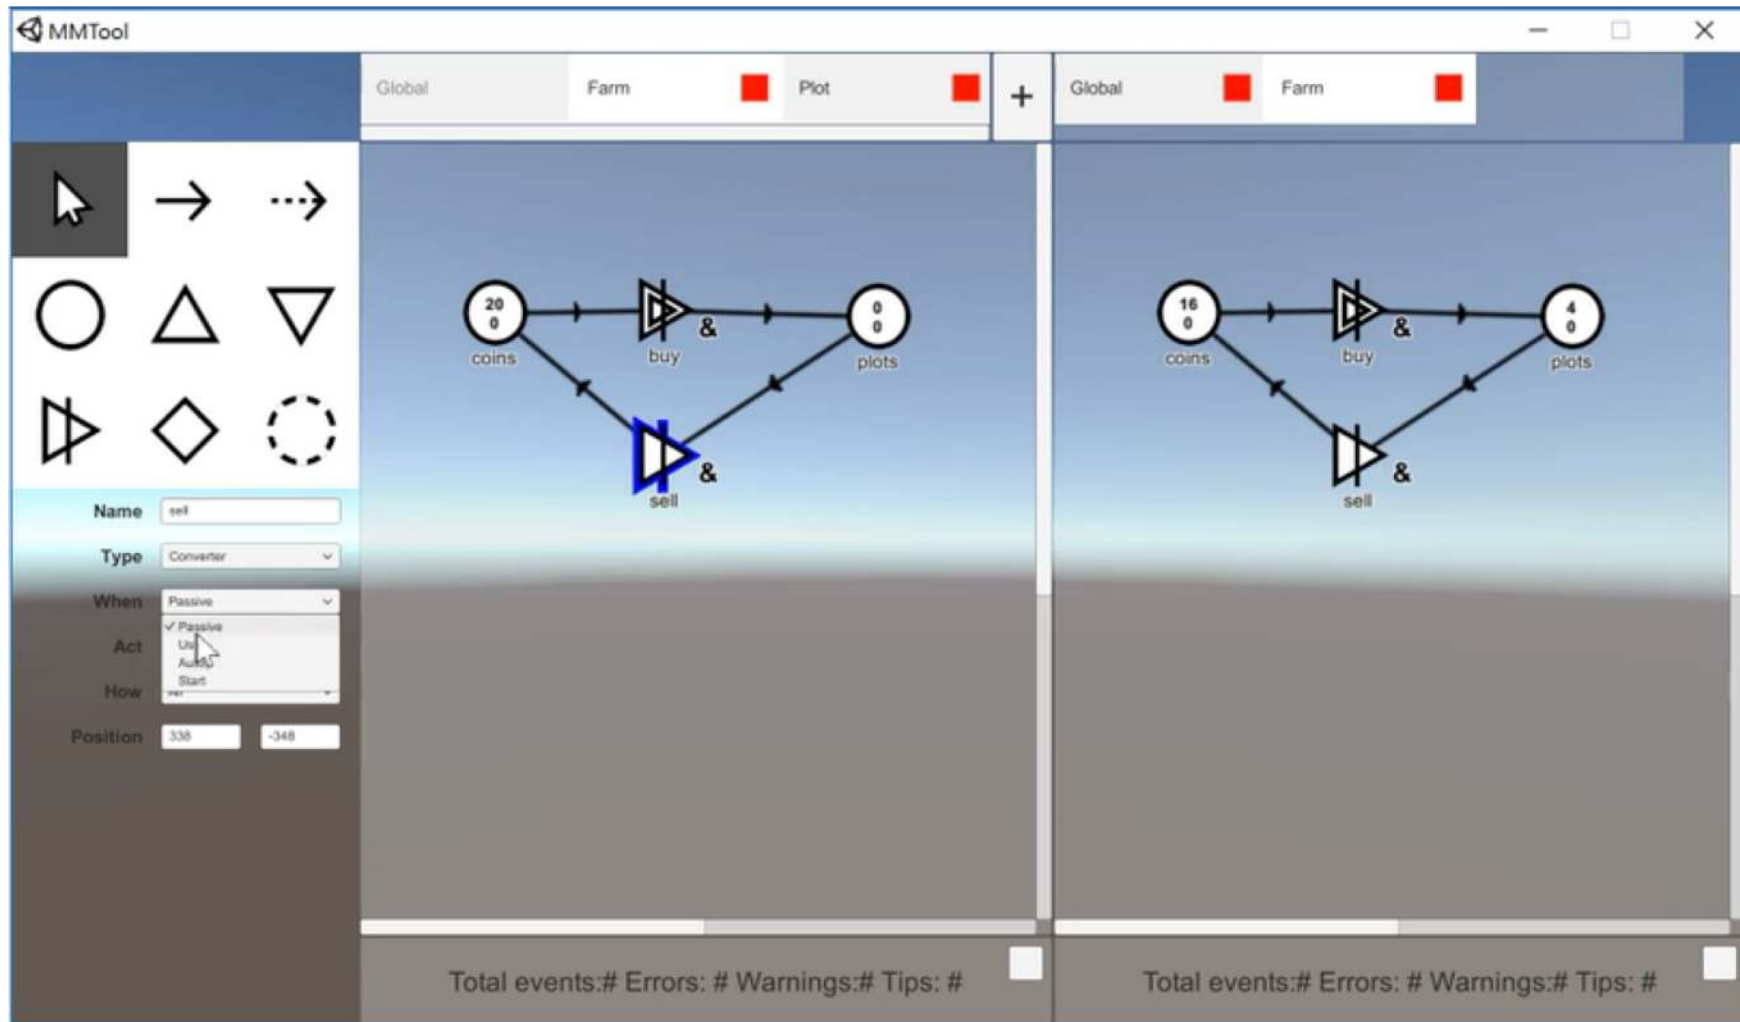 MMTool
Global Farm Plot + Global Farm
20
0
coins
&
buy
0
0
plots
&
sell
16
0
coins
&
buy
4
0
plots
&
sell
Name sell
Type Converter
When Passive
✓ Passive
Act
Start
How
Position 338 -348
Total events:# Errors: # Warnings:# Tips: #
Total events:# Errors: # Warnings:# Tips: #